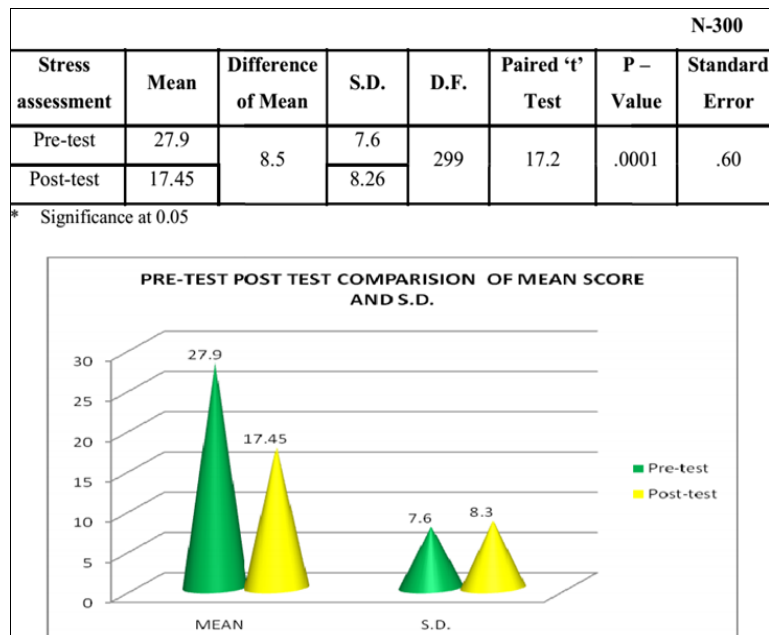 N-300
Stress assessment Mean Difference of Mean S.D. D.F. Paired ‘t’ Test P – Value Standard Error
Pre-test 27.9 8.5 7.6 299 17.2 .0001 .60
Post-test 17.45 8.26
* Significance at 0.05
PRE-TEST POST TEST COMPARISION OF MEAN SCORE
AND S.D.
30
25
20
15
10
5
0
27.9
17.45
7.6
8.3
MEAN
S.D.
Pre-test
Post-test